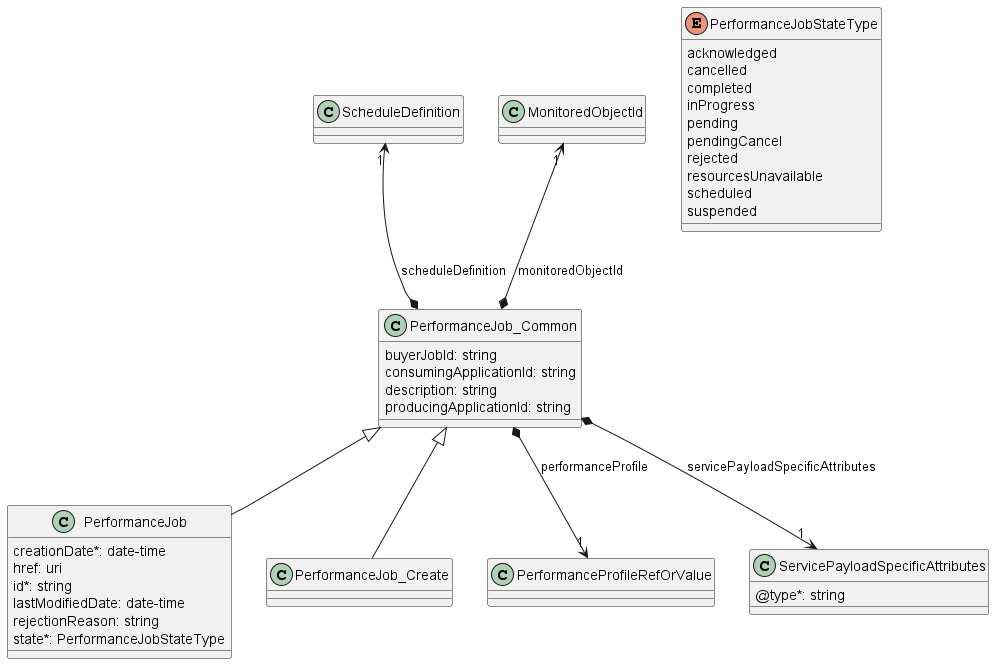 E PerformanceJobStateType
acknowledged
cancelled
completed
inProgress
pending
pendingCancel
rejected
resourcesUnavailable
scheduled
suspended
C ScheduleDefinition
C MonitoredObjectId
1
1
scheduleDefinition
monitoredObjectId
C PerformanceJob_Common
buyerJobId: string
consumingApplicationId: string
description: string
producingApplicationId: string
performanceProfile
servicePayloadSpecificAttributes
1
1
C PerformanceJob
creationDate*: date-time
href: uri
id*: string
lastModifiedDate: date-time
rejectionReason: string
state*: PerformanceJobStateType
C PerformanceJob_Create
C PerformanceProfileRefOrValue
C ServicePayloadSpecificAttributes
@type*: string